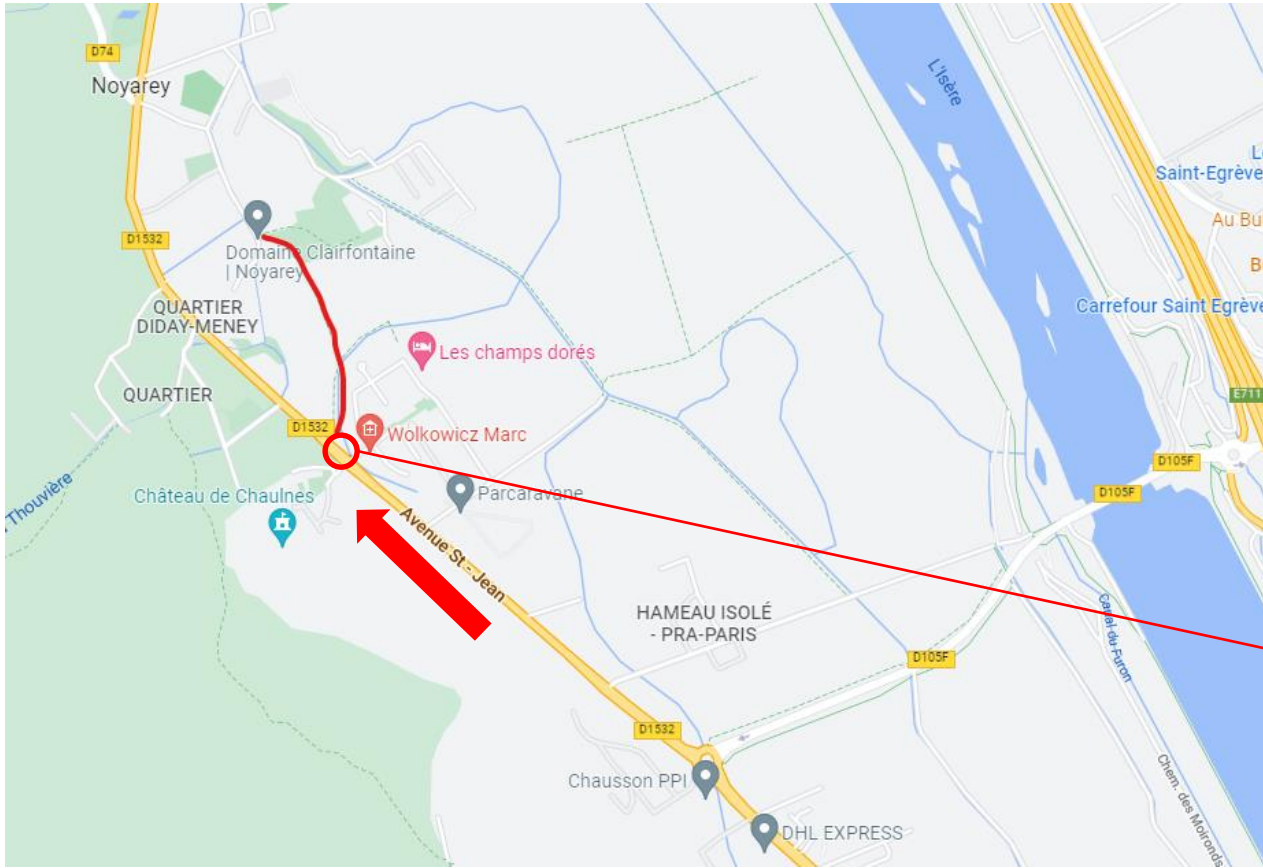 D74
Noyarey
L'Isère
Saint-Egrève
Au Bu
D1532
Domaine Clairfontaine
| Noyarey
QUARTIER
DIDAY-MENEY
Carrefour Saint Egrève
Les champs dorés
QUARTIER
E711
D1532
Wolkowicz Marc
D105F
Château de Chaulnes
Parcaravane
D105F
Thouvière
Avenue St - Jean
HAMEAU ISOLÉ
- PRA-PARIS
Canal du Furon
D105F
D1532
Chausson PPI
Chem. des Moironds
DHL EXPRESS